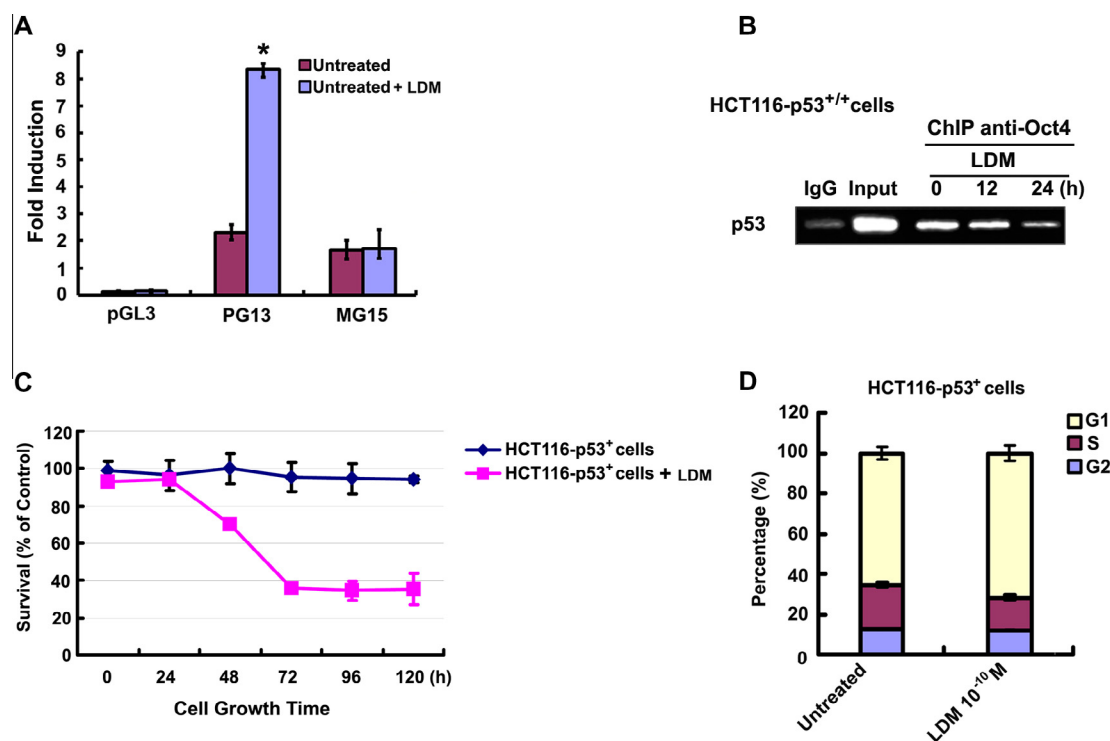 A
9
8
7
6
5
4
3
2
1
0
Fold Induction
*
Untreated
Untreated + LDM
pGL3 PG13 MG15
B
HCT116-p53+/+ cells
ChIP anti-Oct4
LDM
IgG Input 0 12 24 (h)
p53
C
120
100
80
60
40
20
0
Survival (% of Control)
HCT116-p53+ cells
HCT116-p53+ cells + LDM
0 24 48 72 96 120 (h)
Cell Growth Time
D
HCT116-p53+ cells
120
100
80
60
40
20
0
Percentage (%)
G1
S
G2
Untreated
LDM 10-10M